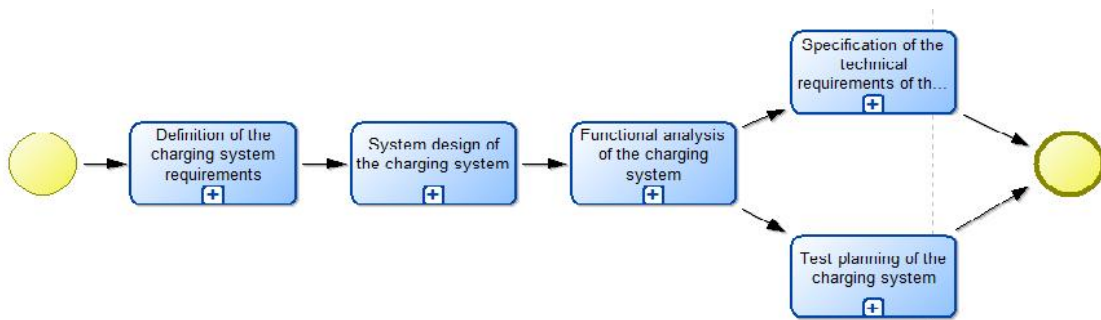 Definition of the
charging system
requirements
System design of
the charging system
Functional analysis
of the charging
system
Specification of the
technical
requirements of th...
Test planning of the
charging system